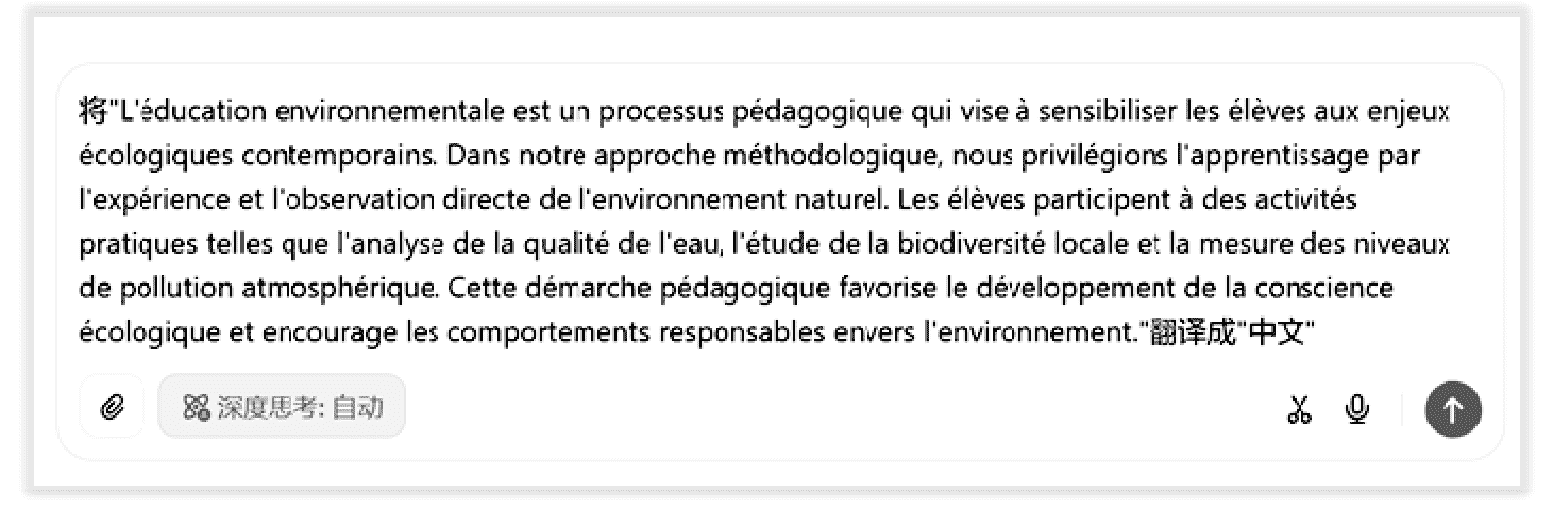 将"L'éducation environnementale est un processus pédagogique qui vise à sensibiliser les élèves aux enjeux
écologiques contemporains. Dans notre approche méthodologique, nous privilégions l'apprentissage par
l'expérience et l'observation directe de l'environnement naturel. Les élèves participent à des activités
pratiques telles que l'analyse de la qualité de l'eau, l'étude de la biodiversité locale et la mesure des niveaux
de pollution atmosphérique. Cette démarche pédagogique favorise le développement de la conscience
écologique et encourage les comportements responsables envers l'environnement."翻译成"中文"
深度思考: 自动